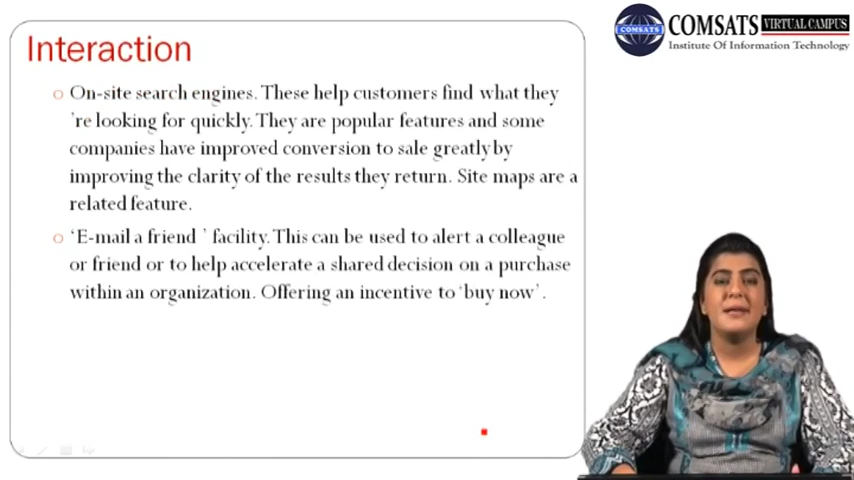 Interaction
COMSATS
VIRTUAL CAMPUS
COMSATS
Institute Of Information Technology
On-site search engines. These help customers find what they
're looking for quickly. They are popular features and some
companies have improved conversion to sale greatly by
improving the clarity of the results they return. Site maps are a
related feature.
‘E-mail a friend ’ facility. This can be used to alert a colleague
or friend or to help accelerate a shared decision on a purchase
within an organization. Offering an incentive to ‘buy now’.